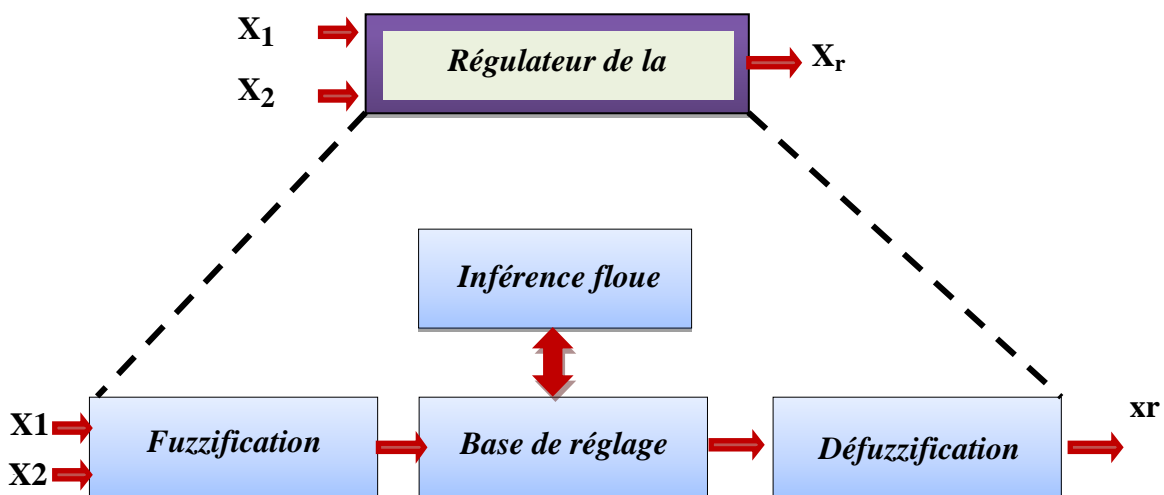 X₁
Régulateur de la
Xᵣ
X₂
Inférence floue
X1
Fuzzification
Base de réglage
Défuzzification
xr
X2